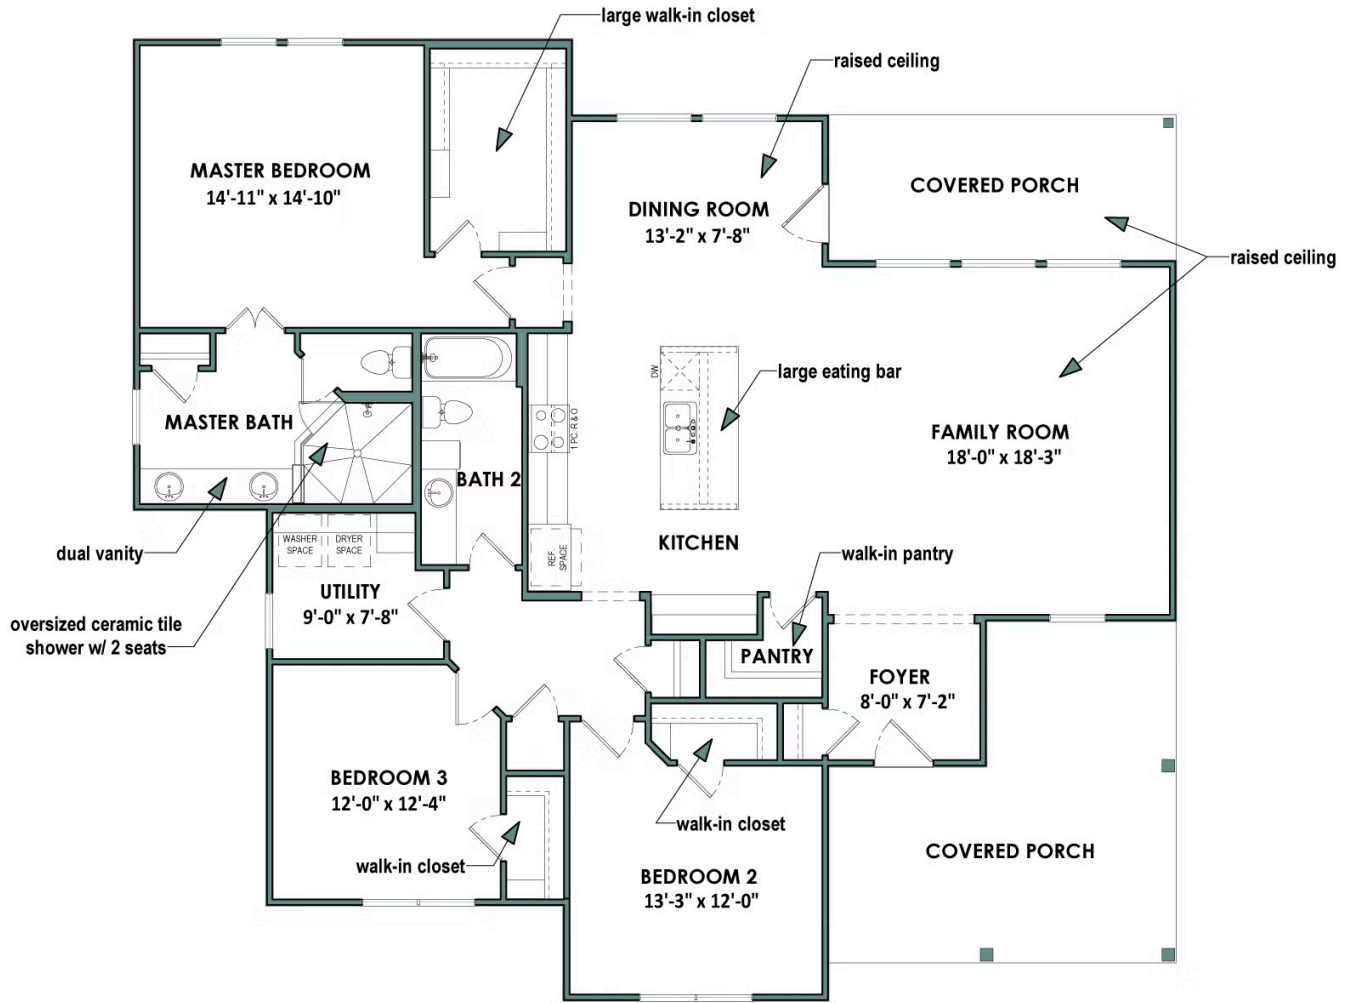 large walk-in closet
raised ceiling
MASTER BEDROOM
14'-11" x 14'-10"
COVERED PORCH
DINING ROOM
13'-2" x 7'-8"
raised ceiling
DW
large eating bar
1 PC. R & O
MASTER BATH
FAMILY ROOM
18'-0" x 18'-3"
BATH 2
KITCHEN
WASHER
SPACE
DRYER
SPACE
REF.
SPACE
dual vanity
walk-in pantry
UTILITY
9'-0" x 7'-8"
oversized ceramic tile
shower w/ 2 seats
PANTRY
FOYER
8'-0" x 7'-2"
BEDROOM 3
12'-0" x 12'-4"
walk-in closet
walk-in closet
COVERED PORCH
BEDROOM 2
13'-3" x 12'-0"